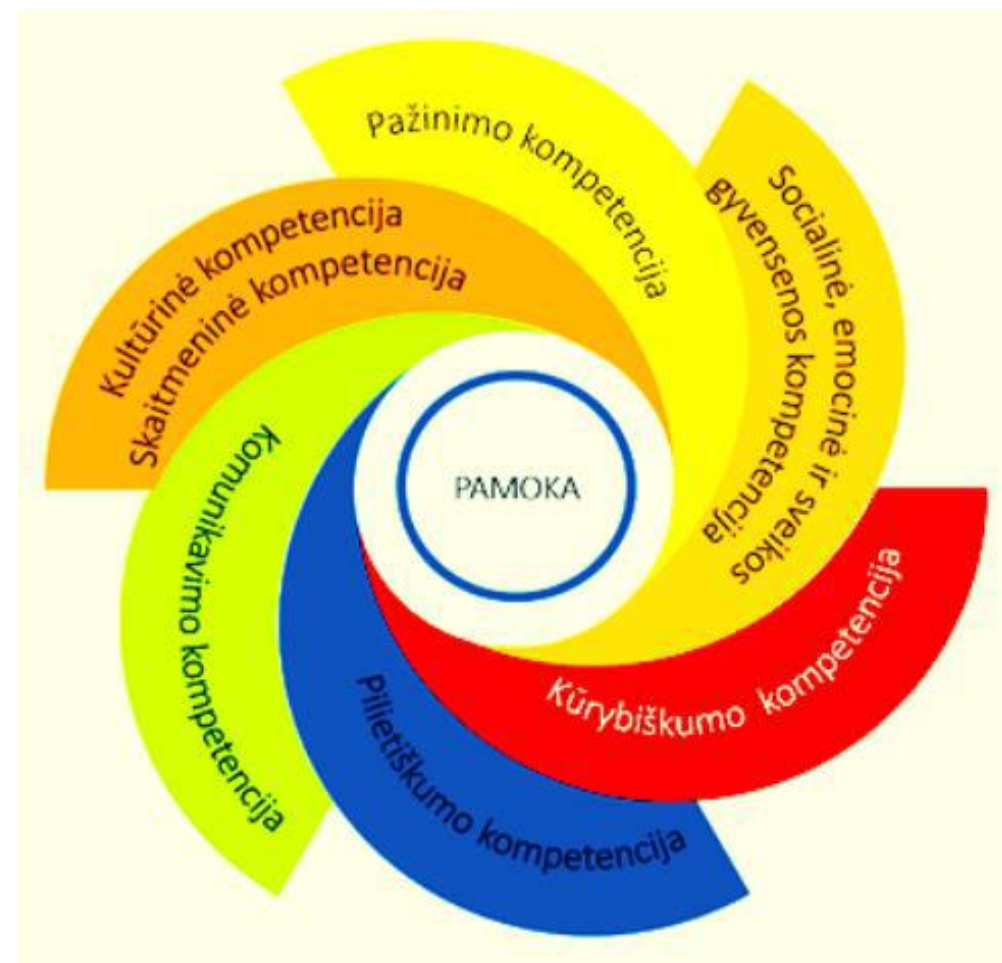 Pažinimo kompetencija
Socialinė, emocinė ir sveikos
gyvensenos kompetencija
Kūrybiškumo kompetencija
Pilietiškumo kompetencija
Komunikavimo kompetencija
Kultūrinė kompetencija
Skaitmeninė kompetencija
PAMOKA